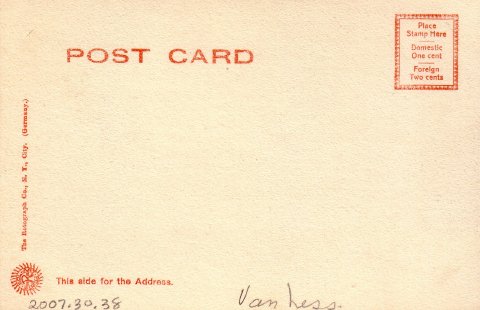 POST CARD
Place
Stamp Here
Domestic
One cent
Foreign
Two cents
The Rotograph Co., N. Y., City. (Germany.)
This side for the Address.
2007.30.38
Van Ness